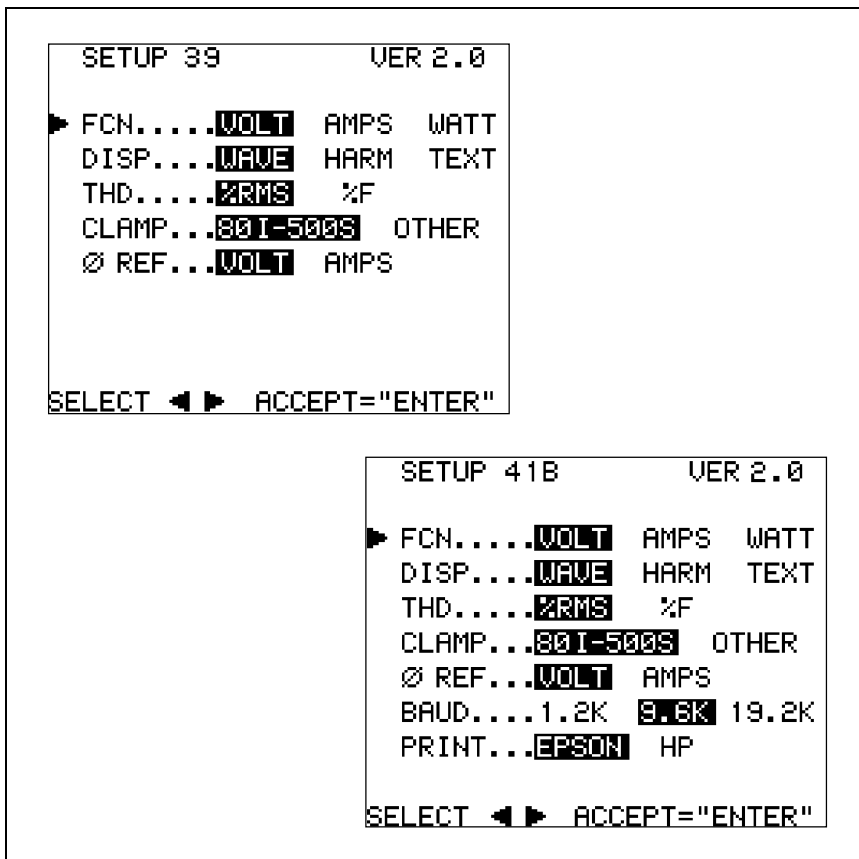 SETUP 39 VER 2.0
▶ FCN.....VOLT AMPS WATT
DISP....WAVE HARM TEXT
THD.....%RMS %F
CLAMP...80I-500S OTHER
Ø REF...VOLT AMPS
SELECT ◀ ▶ ACCEPT="ENTER"
SETUP 41B VER 2.0
▶ FCN.....VOLT AMPS WATT
DISP....WAVE HARM TEXT
THD.....%RMS %F
CLAMP...80I-500S OTHER
Ø REF...VOLT AMPS
BAUD....1.2K 9.6K 19.2K
PRINT...EPSON HP
SELECT ◀ ▶ ACCEPT="ENTER"